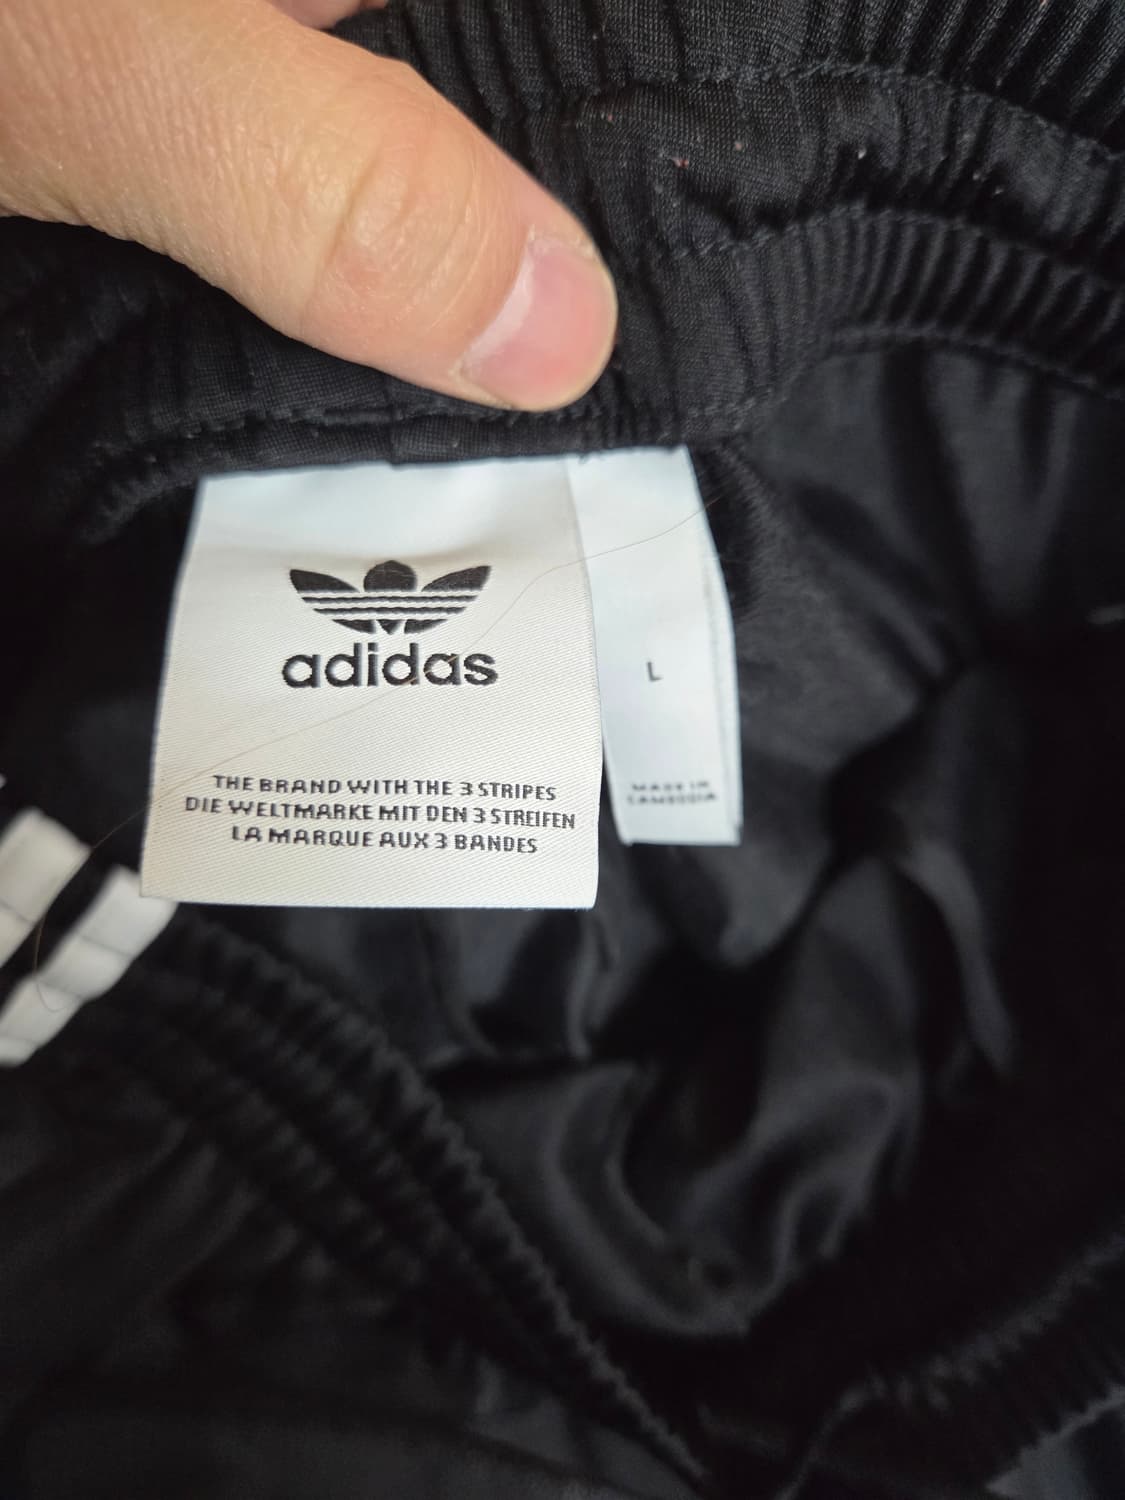 adidas
THE BRAND WITH THE 3 STRIPES
DIE WELTMARKE MIT DEN 3 STREIFEN
LA MARQUE AUX 3 BANDES
L
MADE IN
CAMBODIA